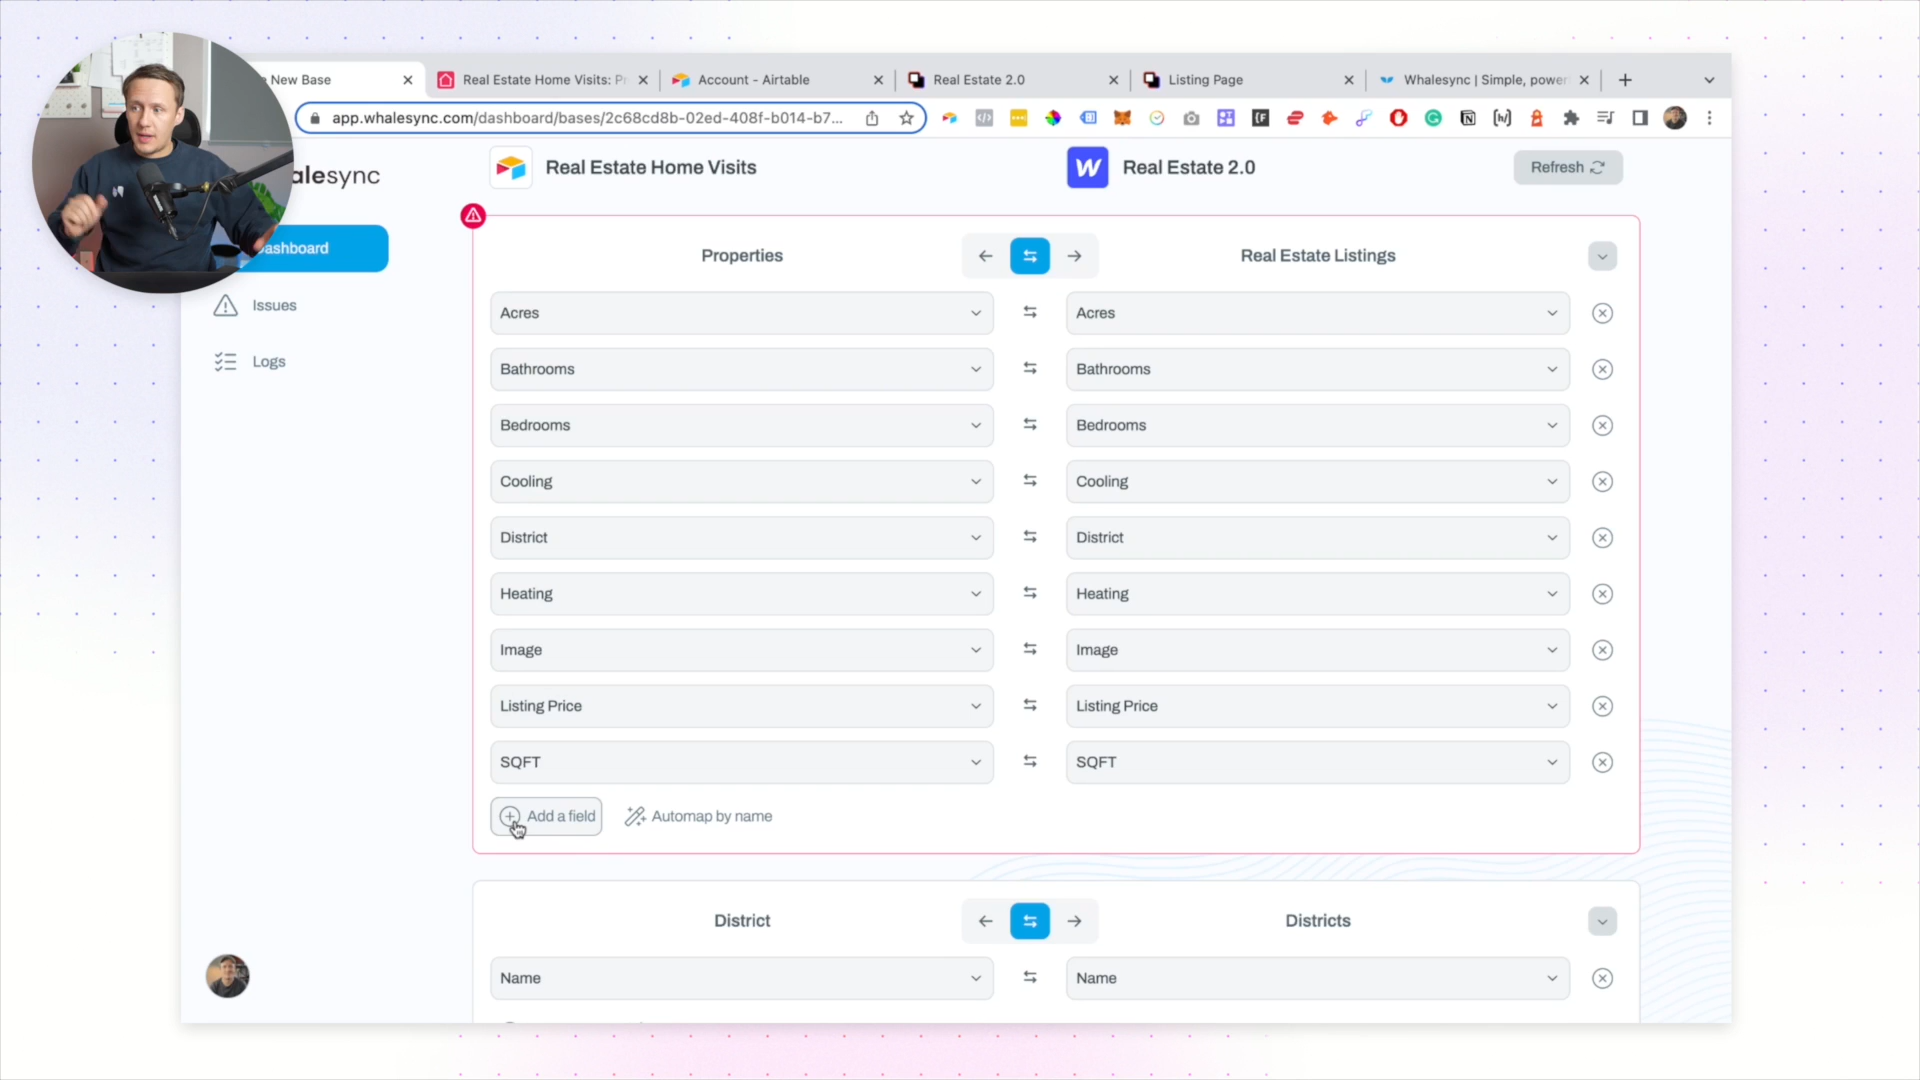 New Base
Real Estate Home Visits: P
Account - Airtable
Real Estate 2.0
Listing Page
Whalesync | Simple, power
app.whalesync.com/dashboard/bases/2c68cd8b-02ed-408f-b014-b7...
alesync
Real Estate Home Visits
W
Real Estate 2.0
Refresh
Dashboard
Issues
Logs
Properties
Real Estate Listings
Acres
Acres
Bathrooms
Bathrooms
Bedrooms
Bedrooms
Cooling
Cooling
District
District
Heating
Heating
Image
Image
Listing Price
Listing Price
SQFT
SQFT
Add a field
Automap by name
District
Districts
Name
Name